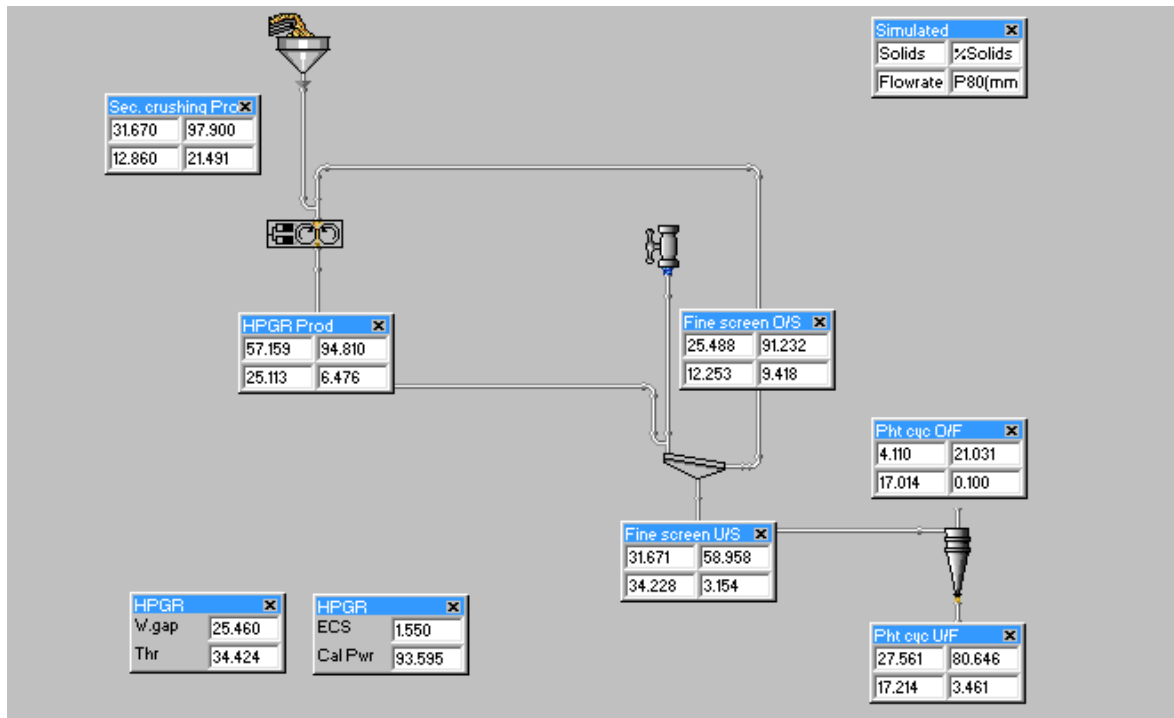 Simulated
Solids %Solids
Flowrate P80(mm
Sec. crushing Pro
31.670 97.900
12.860 21.491
HPGR Prod
57.159 94.810
25.113 6.476
Fine screen O/S
25.488 91.232
12.253 9.418
Pht cyc O/F
4.110 21.031
17.014 0.100
Fine screen U/S
31.671 58.958
34.228 3.154
HPGR
W.gap 25.460
Thr 34.424
HPGR
ECS 1.550
Cal Pwr 93.595
Pht cyc U/F
27.561 80.646
17.214 3.461